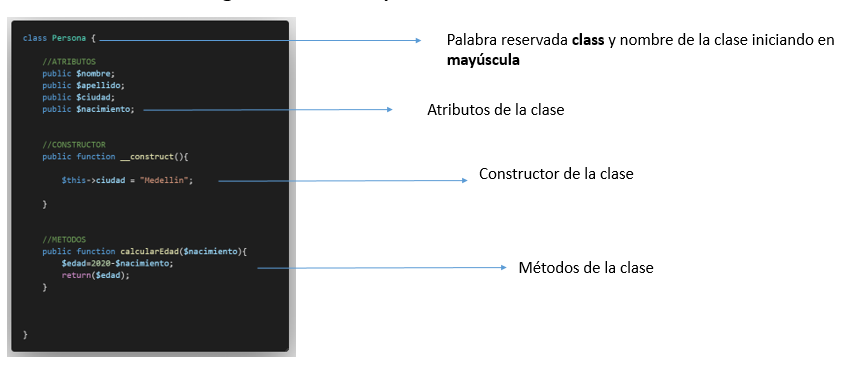 class Persona {
Palabra reservada class y nombre de la clase iniciando en
mayúscula
//ATRIBUTOS
public $nombre;
public $apellido;
public $ciudad;
public $nacimiento;
Atributos de la clase
//CONSTRUCTOR
public function __construct(){
$this->ciudad = "Medellin";
Constructor de la clase
}
//METODOS
public function calcularEdad($nacimiento){
$edad=2020-$nacimiento;
Métodos de la clase
return($edad);
}
}